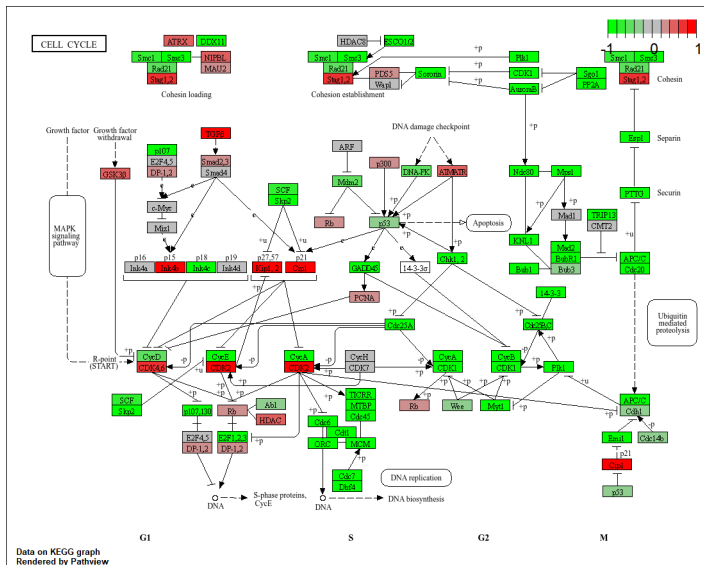 CELL CYCLE
ATRX DDX11
Smc1 Smc3 NIPBL
Rad21 MAU2
Stag1,2
Cohesin loading
HDAC8 ESCO1/2
+p
Smc1 Smc3
Rad21
Stag1,2
PDS5
Wapl
Sororin
Cohesion establishment
Plk1
CDK1
AuroraB
Sgo1
PP2A
+p
+p
-1 0 1
Smc1 Smc3
Rad21
Stag1,2
Cohesin
Growth factor
Growth factor
withdrawal
GSK3β
TGFβ
p107
E2F4,5
DP-1,2
Smad2,3
Smad4
c-Myc
Miz1
SCF
Skp2
ARF
Mdm2
p300
DNA damage checkpoint
DNA-PK
ATM/ATR
Rb
p53
Apoptosis
Ndc80
Mps1
Esp1
Separin
PTTG
Securin
KNL1
Bub1
Mad1
Mad2
BubR1
Bub3
TRIP13
CMT2
APC/C
Cdc20
MAPK
signaling
pathway
p16 p15 p18 p19 p27,57 p21
Ink4a Ink4b Ink4c Ink4d Kip1,2 Cip1
GADD45
14-3-3σ
Chk1, 2
PCNA
14-3-3
Cdc25A
Cdc25B,C
Ubiquitin
mediated
proteolysis
R-point
(START)
CycD
CDK4,6
CycE
CDK2
CycA
CDK2
CycH
CDK7
CycA
CDK1
CycB
CDK1
Plk1
SCF
Skp2
p107,130
Rb
Abl
HDAC
E2F4,5
DP-1,2
E2F1,2,3
DP-1,2
TICRR
MTBP
Cdc45
Cdc6
Cdt1
ORC
MCM
Cdc7
Dbf4
Rb
Wee
Myt1
APC/C
Cdh1
Emi1
Cdc14b
p21
Cip1
p53
DNA replication
DNA
S-phase proteins,
CycE
DNA
DNA biosynthesis
G1 S G2 M
Data on KEGG graph
Rendered by Pathview